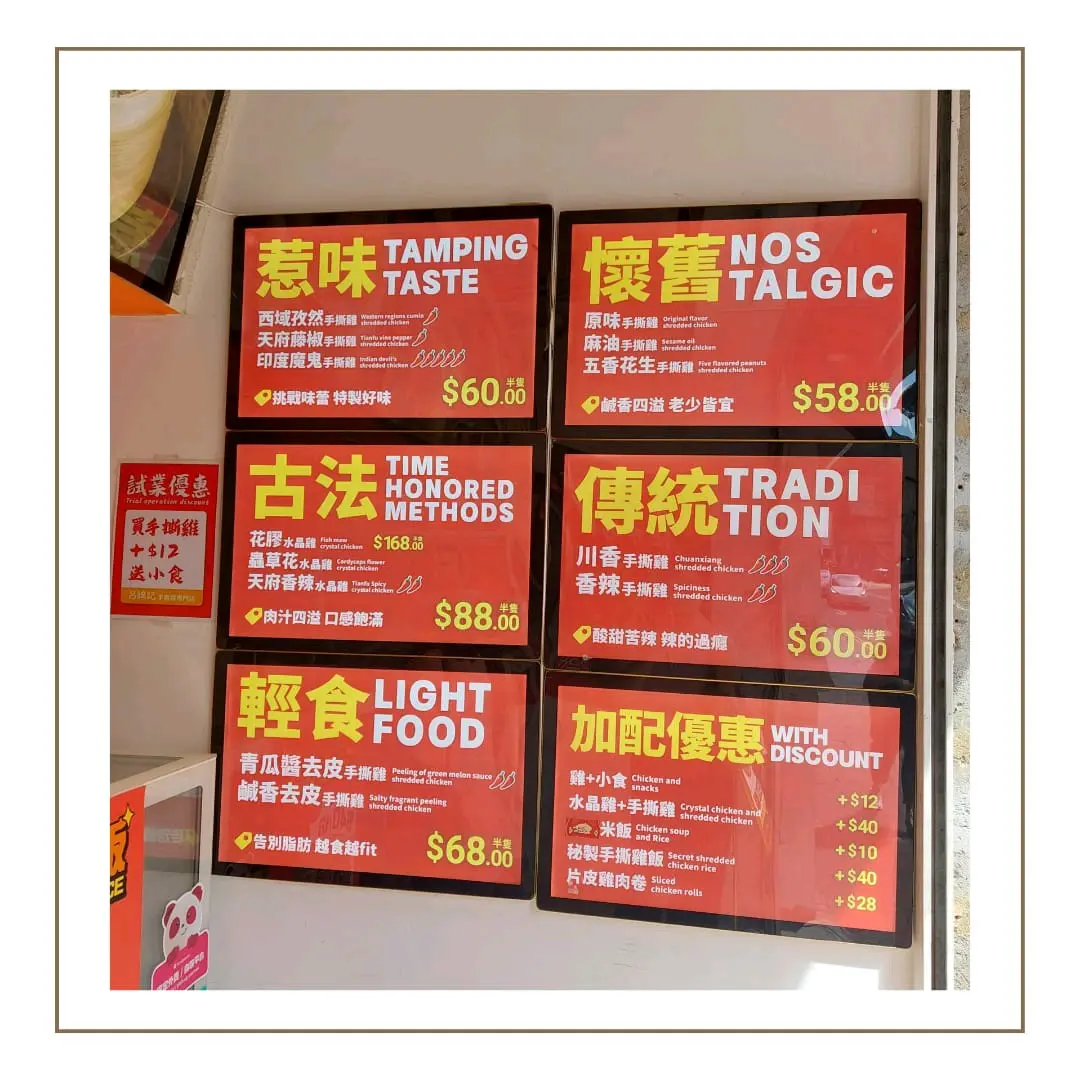 惹味 TAMPING TASTE
西域孜然手撕雞 Western regions cumin shredded chicken
天府藤椒手撕雞 Tianfu vine pepper shredded chicken
印度魔鬼手撕雞 Indian devil's shredded chicken
挑戰味蕾 特製好味
$60.00 半隻
懷舊 NOS TALGIC
原味手撕雞 Original flavor shredded chicken
麻油手撕雞 Sesame oil shredded chicken
五香花生手撕雞 Five flavored peanuts shredded chicken
鹹香四溢 老少皆宜
$58.00 半隻
古法 TIME HONORED METHODS
花膠水晶雞 Fish maw crystal chicken $168.00 半隻
蟲草花水晶雞 Cordyceps flower crystal chicken
天府香辣水晶雞 Tianfu Spicy crystal chicken
肉汁四溢 口感飽滿
$88.00 半隻
傳統 TRADI TION
川香手撕雞 Chuanxiang shredded chicken
香辣手撕雞 Spiciness shredded chicken
酸甜苦辣 辣的過癮
$60.00 半隻
輕食 LIGHT FOOD
青瓜醬去皮手撕雞 Peeling of green melon sauce shredded chicken
鹹香去皮手撕雞 Salty fragrant peeling shredded chicken
告別脂肪 越食越fit
$68.00 半隻
加配優惠 WITH DISCOUNT
雞+小食 Chicken and snacks +$12
水晶雞+手撕雞 Crystal chicken and shredded chicken +$40
米飯 Chicken soup and Rice +$10
秘製手撕雞飯 Secret shredded chicken rice +$40
片皮雞肉卷 Sliced chicken rolls +$28
試業優惠
Trial operation discount
買手撕雞
+$12
送小食
飯
CE